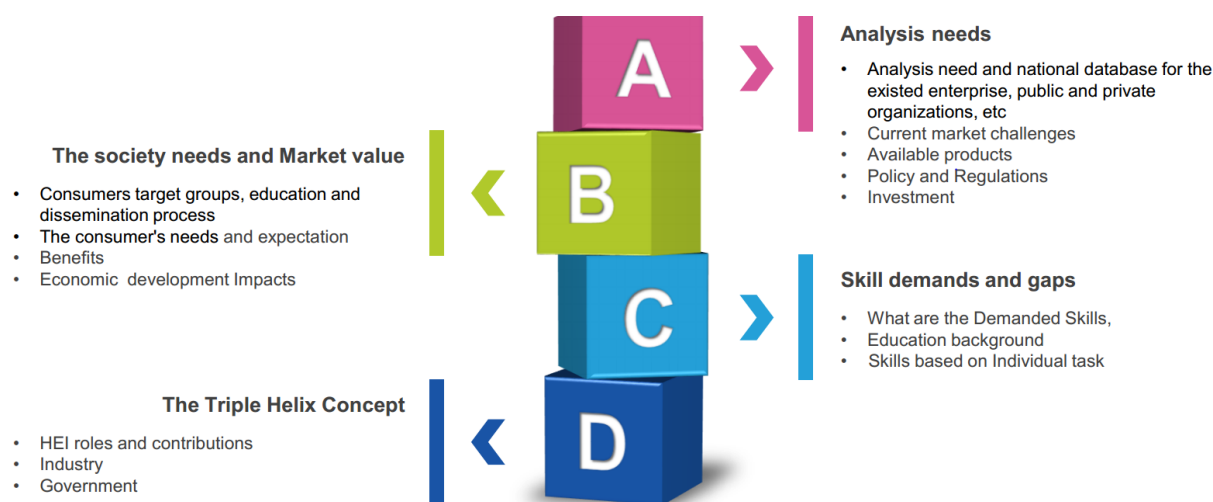 A
Analysis needs
• Analysis need and national database for the
existed enterprise, public and private
organizations, etc
• Current market challenges
• Available products
• Policy and Regulations
• Investment
B
The society needs and Market value
• Consumers target groups, education and
dissemination process
• The consumer's needs and expectation
• Benefits
• Economic development Impacts
C
Skill demands and gaps
• What are the Demanded Skills,
• Education background
• Skills based on Individual task
D
The Triple Helix Concept
• HEI roles and contributions
• Industry
• Government